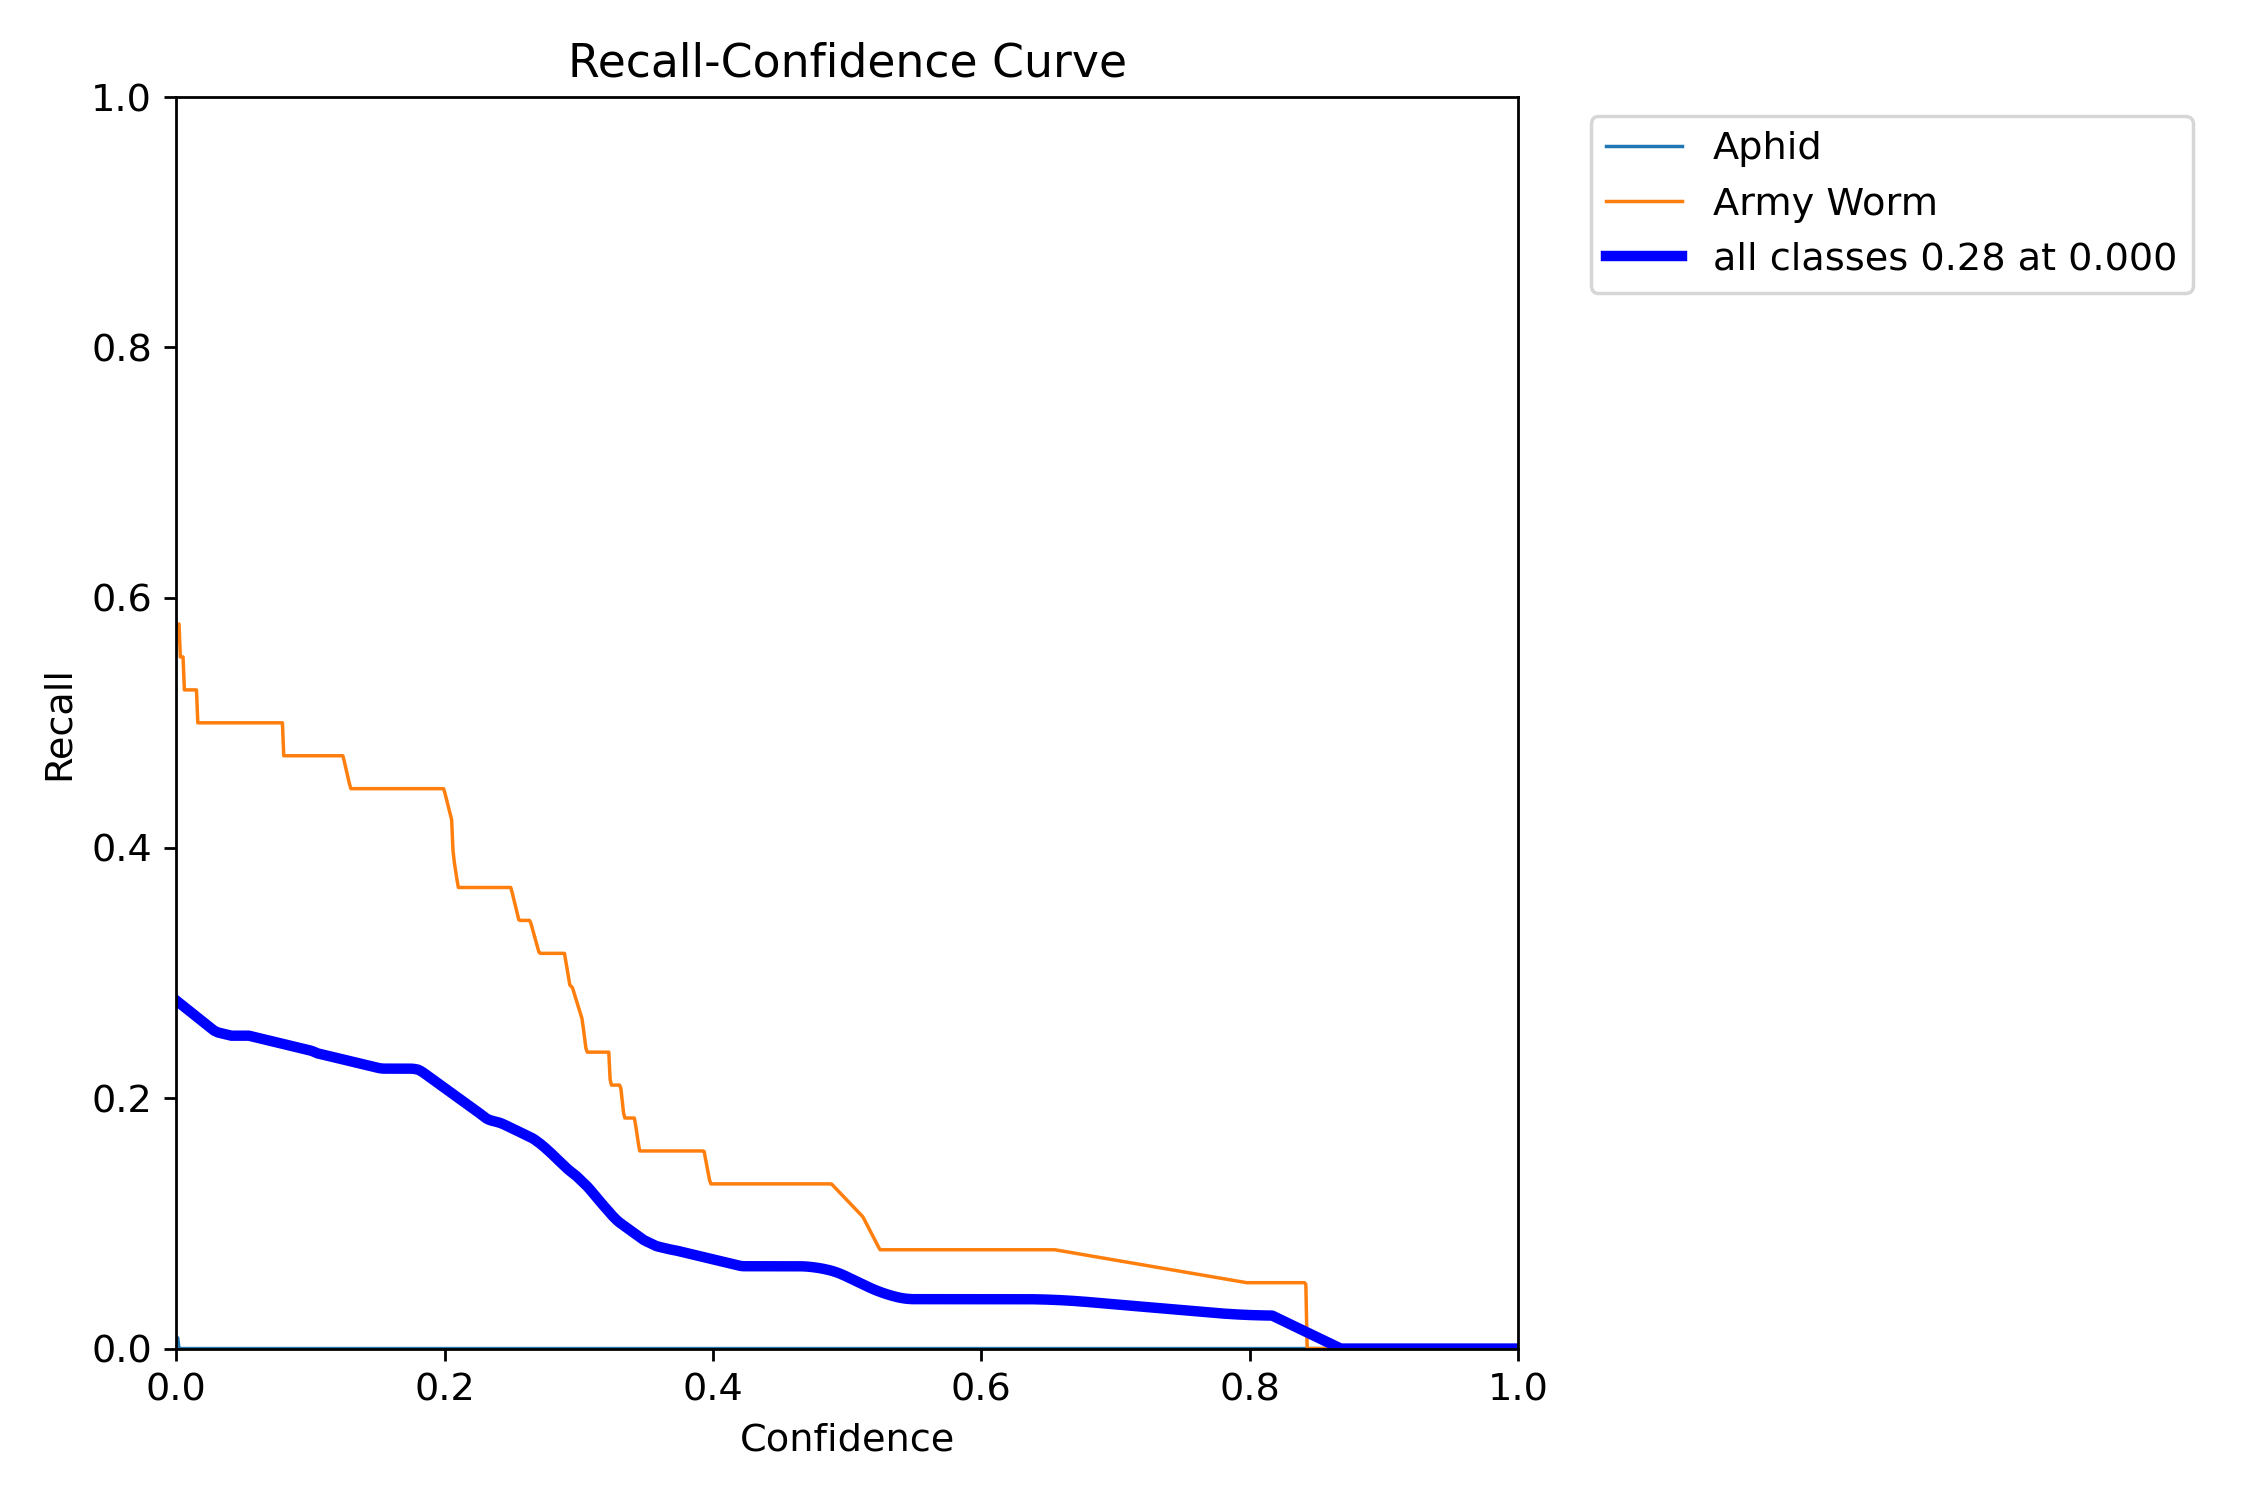 Recall-Confidence Curve
1.0
0.8
0.6
0.4
0.2
0.0
Recall
0.0 0.2 0.4 0.6 0.8 1.0
Confidence
Aphid
Army Worm
all classes 0.28 at 0.000